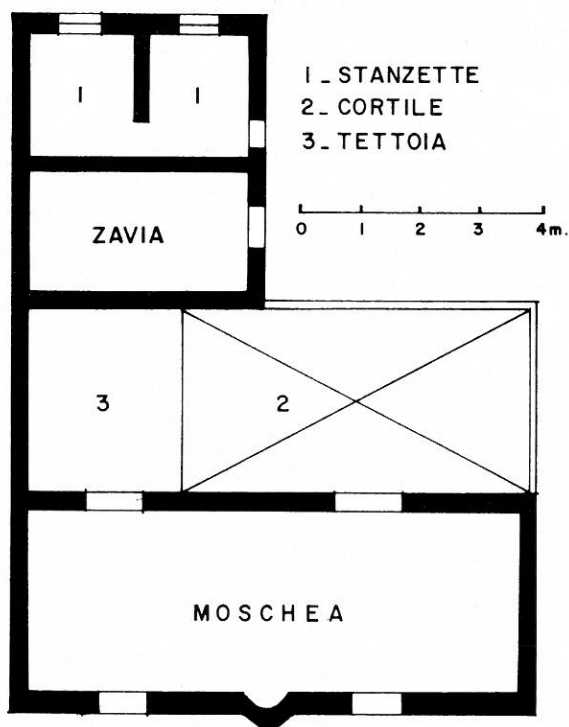 1_STANZETTE
2_CORTILE
3_TETTOIA
1 1
ZAVIA
0 1 2 3 4m.
3 2
MOSCHEA